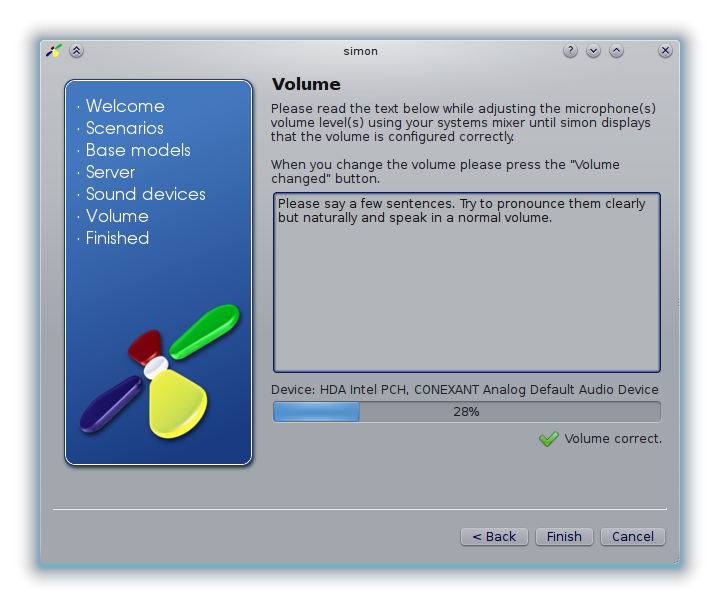 simon
· Welcome
· Scenarios
· Base models
· Server
· Sound devices
· Volume
· Finished
Volume
Please read the text below while adjusting the microphone(s)
volume level(s) using your systems mixer until simon displays
that the volume is configured correctly.
When you change the volume please press the "Volume
changed" button.
Please say a few sentences. Try to pronounce them clearly
but naturally and speak in a normal volume.
Device: HDA Intel PCH, CONEXANT Analog Default Audio Device
28%
Volume correct.
< Back
Finish
Cancel